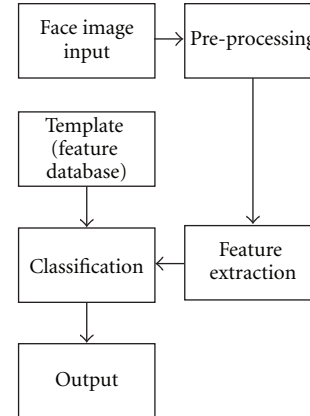 Face image
input
Pre-processing
Template
(feature
database)
Classification
Feature
extraction
Output